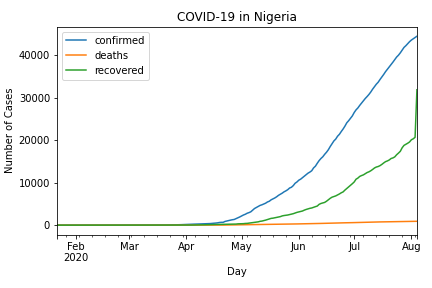 COVID-19 in Nigeria
confirmed
deaths
recovered
Number of Cases
40000
30000
20000
10000
0
Feb
2020
Mar
Apr
May
Jun
Jul
Aug
Day